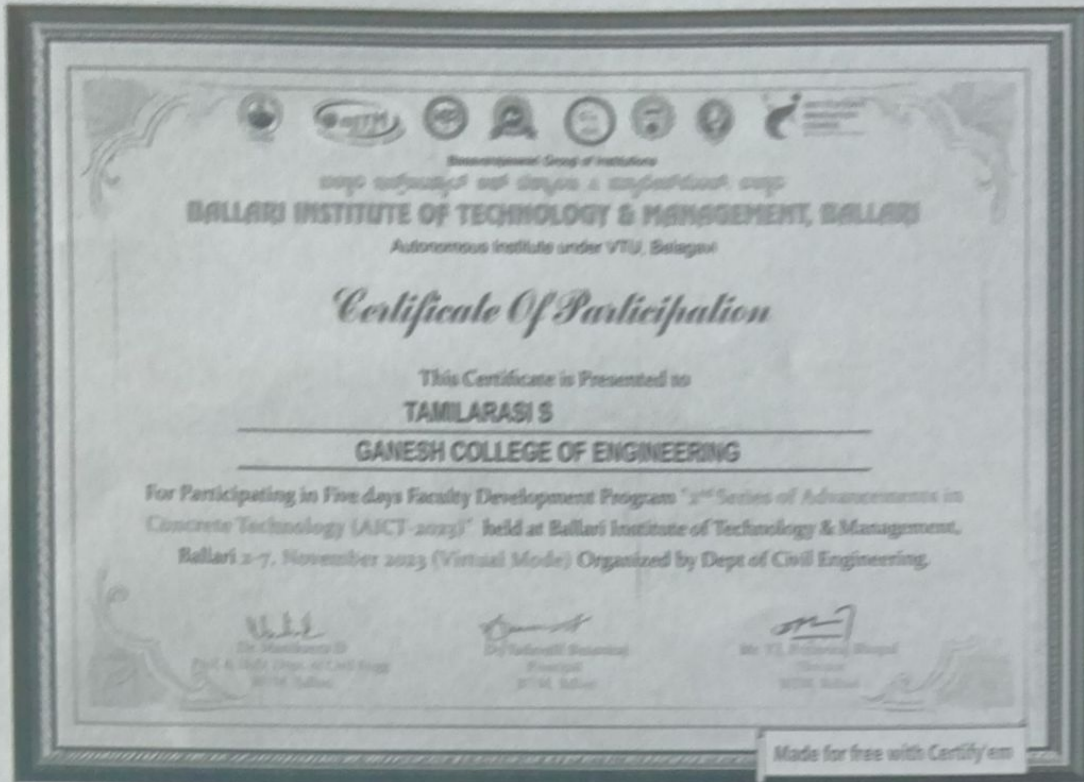 BITM
Group of Institutions
BALLARI INSTITUTE OF TECHNOLOGY & MANAGEMENT, BALLARI
Autonomous Institute under VTU, Belagavi
Certificate Of Participation
This Certificate is Presented to
TAMILARASI S
GANESH COLLEGE OF ENGINEERING
For Participating in Five days Faculty Development Program "2nd Series of Advancements in
Concrete Technology (AICT-2023)" held at Ballari Institute of Technology & Management,
Ballari 2-7, November 2023 (Virtual Mode) Organized by Dept of Civil Engineering.
Principal
BITM, Ballari
BITM, Ballari
Made for free with Certify'em